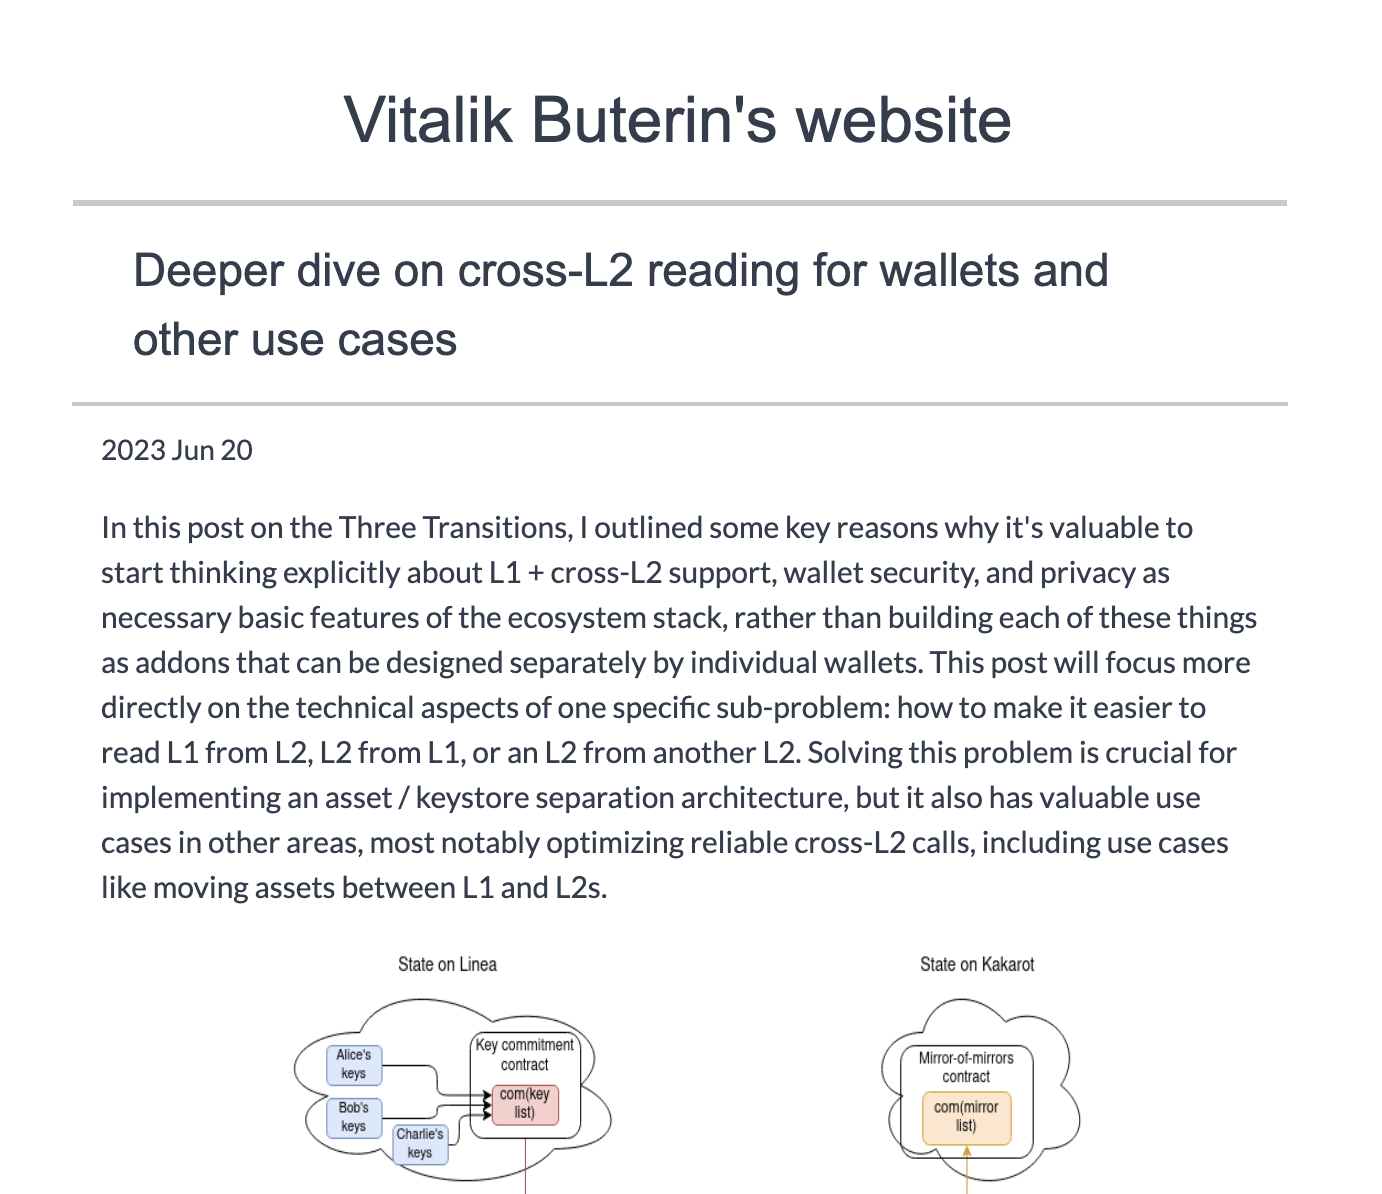 Vitalik Buterin's website
Deeper dive on cross-L2 reading for wallets and
other use cases
2023 Jun 20
In this post on the Three Transitions, I outlined some key reasons why it's valuable to
start thinking explicitly about L1 + cross-L2 support, wallet security, and privacy as
necessary basic features of the ecosystem stack, rather than building each of these things
as addons that can be designed separately by individual wallets. This post will focus more
directly on the technical aspects of one specific sub-problem: how to make it easier to
read L1 from L2, L2 from L1, or an L2 from another L2. Solving this problem is crucial for
implementing an asset / keystore separation architecture, but it also has valuable use
cases in other areas, most notably optimizing reliable cross-L2 calls, including use cases
like moving assets between L1 and L2s.
State on Linea
Alice's
keys
Bob's
keys
Charlie's
keys
Key commitment
contract
com(key
list)
State on Kakarot
Mirror-of-mirrors
contract
com(mirror
list)